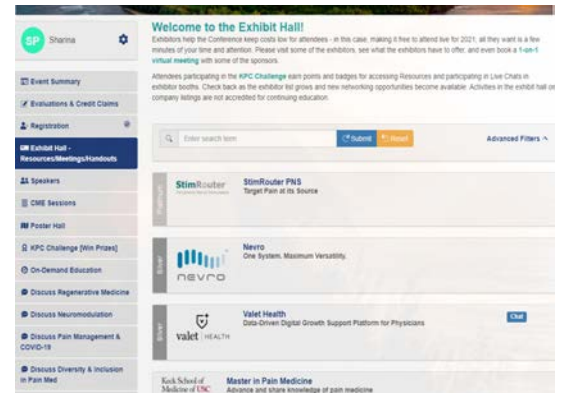 SP
Sharina
Event Summary
Evaluations & Credit Claims
Registration
Exhibit Hall -
Resources/Meetings/Handouts
Speakers
CME Sessions
Poster Hall
KPC Challenge [Win Prizes]
On-Demand Education
Discuss Regenerative Medicine
Discuss Neuromodulation
Discuss Pain Management &
COVID-19
Discuss Diversity & Inclusion
in Pain Med
Welcome to the Exhibit Hall!
Exhibitors help the Conference keep costs low for attendees - in this case, making it free to attend live for 2021; all they want is a few
minutes of your time and attention. Please visit some of the exhibitors, see what the exhibitors have to offer, and even book a 1-on-1
virtual meeting with some of the sponsors.
Attendees participating in the KPC Challenge earn points and badges for accessing Resources and participating in Live Chats in
exhibitor booths. Check back as the exhibitor list grows and new networking opportunities become available. Activities in the exhibit hall or
company listings are not accredited for continuing education.
Enter search term
Submit
Reset
Advanced Filters
Platinum
StimRouter
StimRouter PNS
Target Pain at its Source
Silver
nevro
Nevro
One System. Maximum Versatility.
Silver
valet HEALTH
Valet Health
Data-Driven Digital Growth Support Platform for Physicians
Chat
Keck School of
Medicine of USC
Master in Pain Medicine
Advance and share knowledge of pain medicine